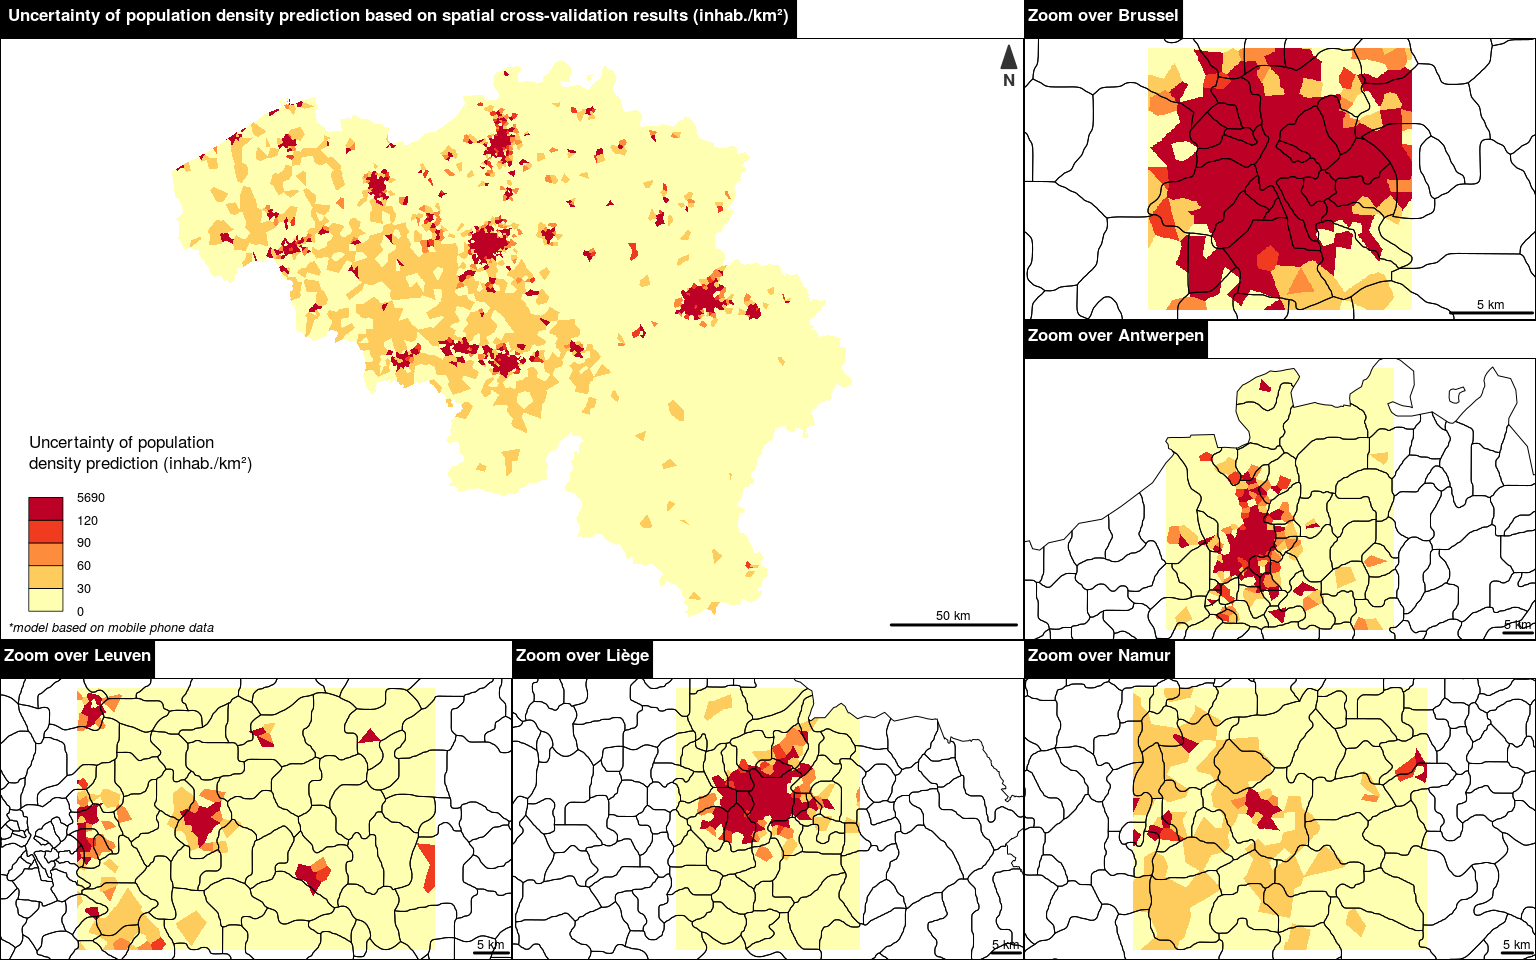 Uncertainty of population density prediction based on spatial cross-validation results (inhab./km²)
N
Uncertainty of population
density prediction (inhab./km²)
5690
120
90
60
30
0
*model based on mobile phone data
50 km
Zoom over Brussel
5 km
Zoom over Antwerpen
5 km
Zoom over Leuven
5 km
Zoom over Liège
5 km
Zoom over Namur
5 km